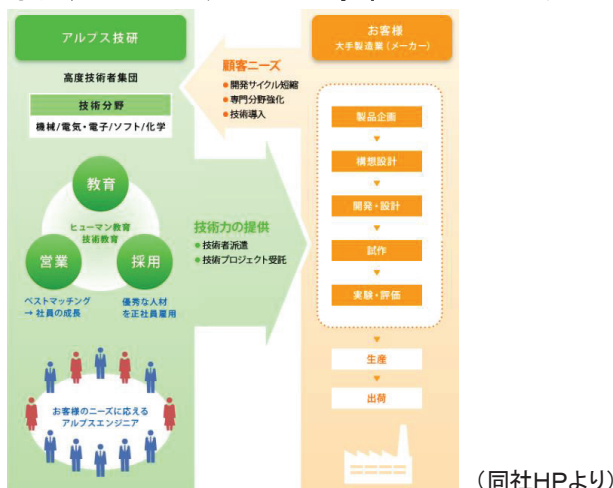 アルプス技研
高度技術者集団
技術分野
機械/電気・電子/ソフト/化学
教育
ヒューマン教育
技術教育
営業
採用
ベストマッチング
→ 社員の成長
優秀な人材
を正社員雇用
お客様のニーズに応える
アルプスエンジニア
顧客ニーズ
●開発サイクル短縮
●専門分野強化
●技術導入
技術力の提供
●技術者派遣
●技術プロジェクト受託
お客様
大手製造業(メーカー)
製品企画
構想設計
開発・設計
試作
実験・評価
生産
出荷
(同社HPより)